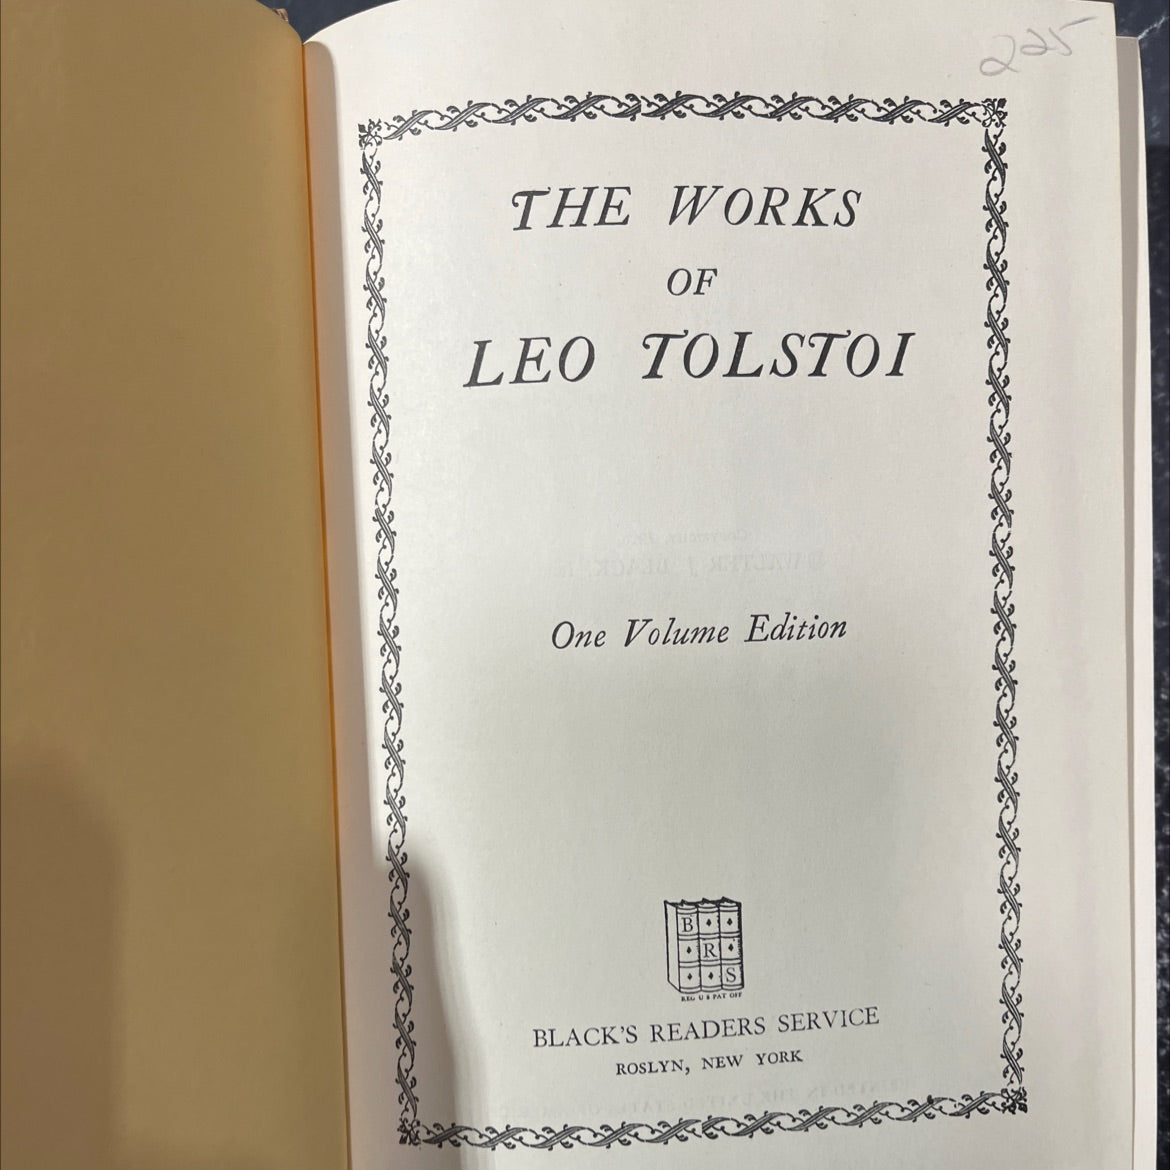 225
THE WORKS
OF
LEO TOLSTOI
One Volume Edition
B
R
S
REG U S PAT OFF
BLACK'S READERS SERVICE
ROSLYN, NEW YORK